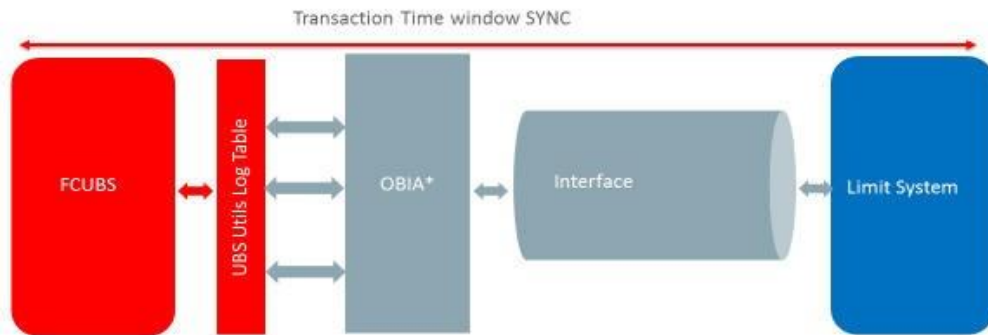 Transaction Time window SYNC
FCUBS
UBS Utils Log Table
OBIA*
Interface
Limit System